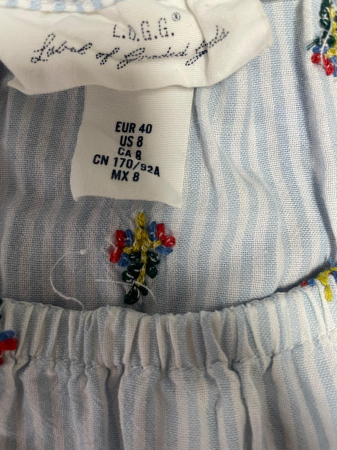 L.O.G.G.®
Label of Graded Goods
EUR 40
US 8
CA 8
CN 170/92A
MX 8